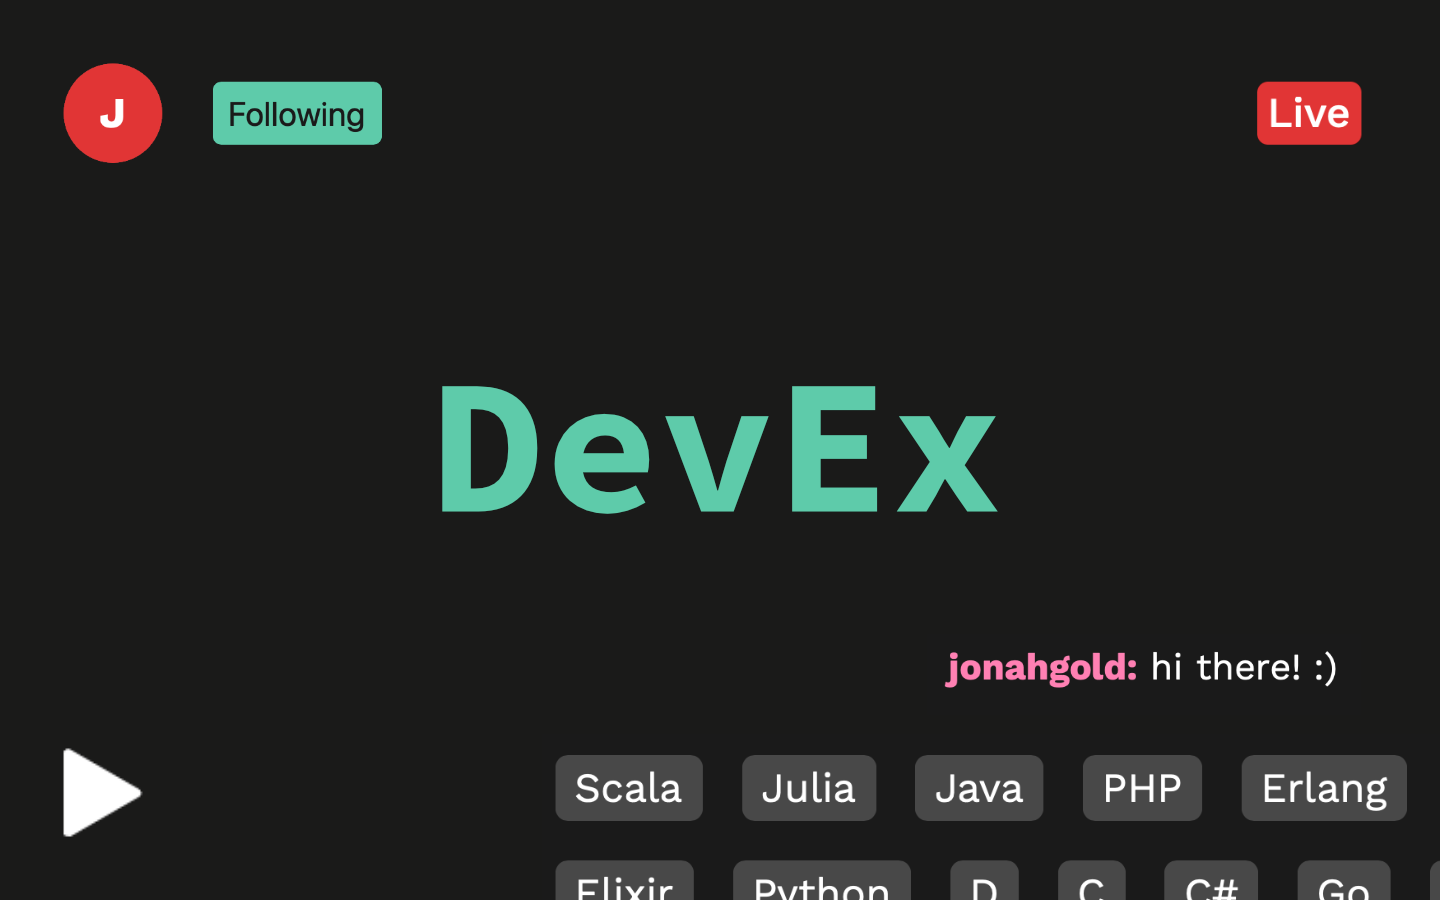 J Following Live
DevEx
jonahgold: hi there! :)
Scala Julia Java PHP Erlang
Elixir Python D C C# Go